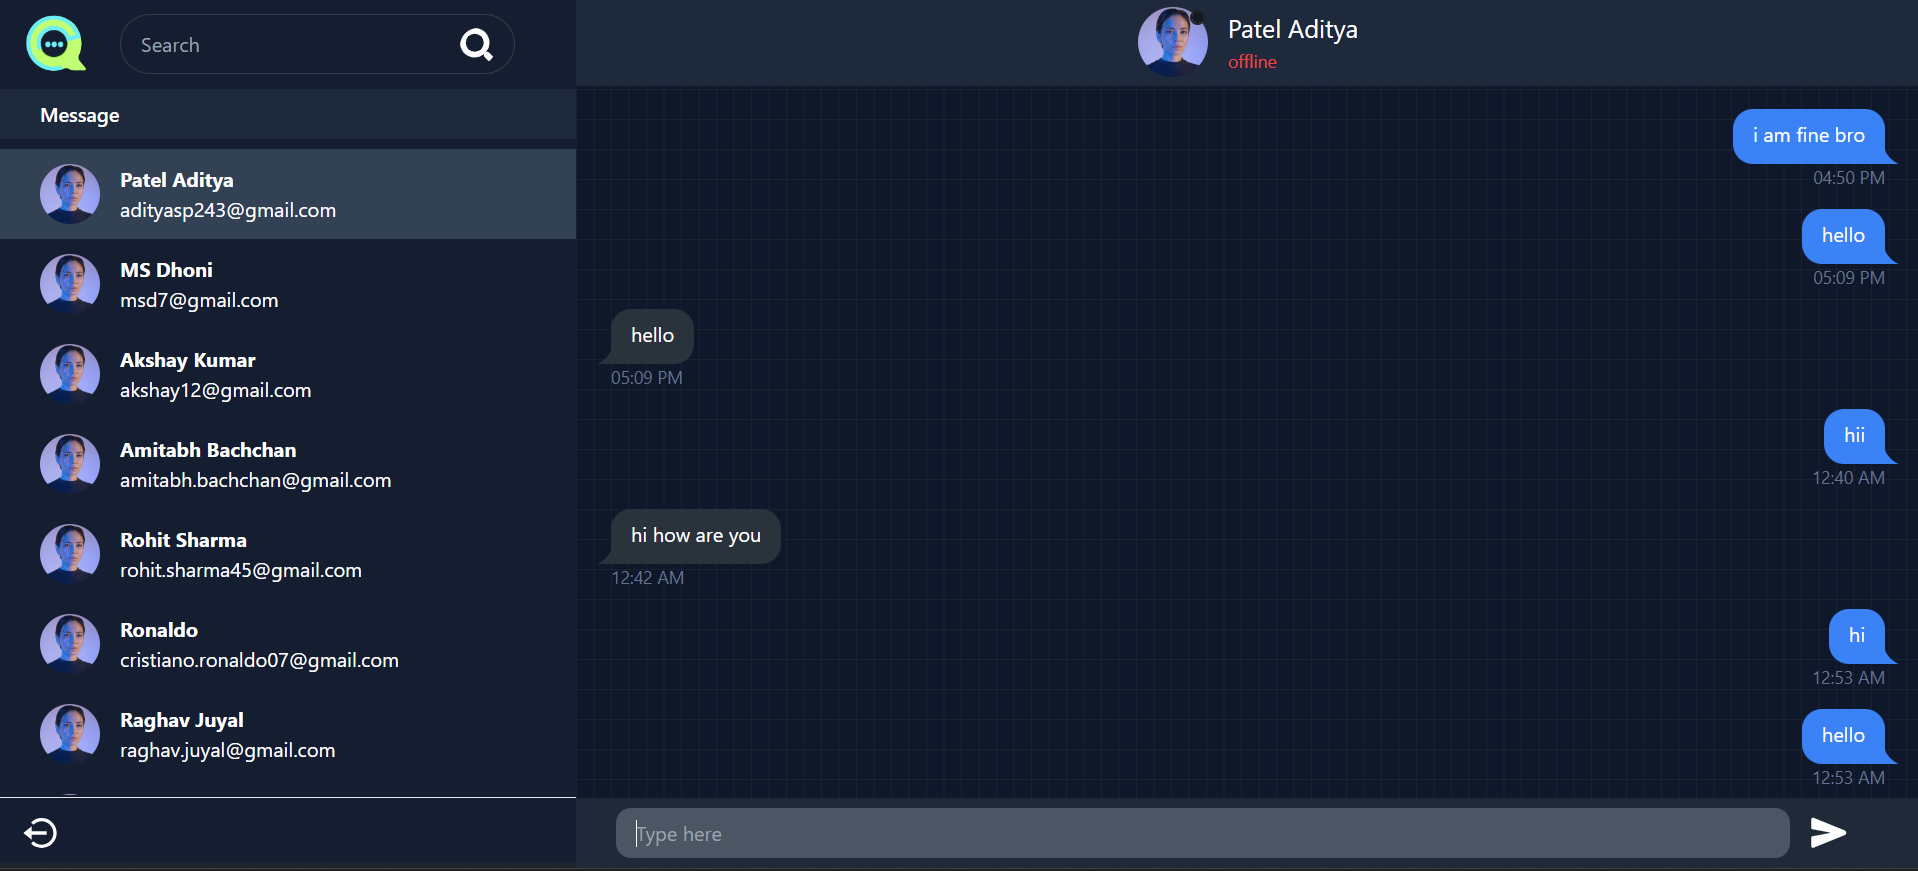 Search
Message
Patel Aditya
adityasp243@gmail.com
MS Dhoni
msd7@gmail.com
Akshay Kumar
akshay12@gmail.com
Amitabh Bachchan
amitabh.bachchan@gmail.com
Rohit Sharma
rohit.sharma45@gmail.com
Ronaldo
cristiano.ronaldo07@gmail.com
Raghav Juyal
raghav.juyal@gmail.com
Patel Aditya
offline
i am fine bro
04:50 PM
hello
05:09 PM
hello
05:09 PM
hii
12:40 AM
hi how are you
12:42 AM
hi
12:53 AM
hello
12:53 AM
Type here